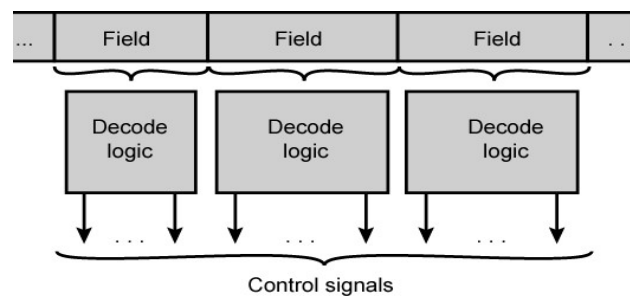 ... Field Field Field . .
Decode Decode Decode
logic logic logic
. . . . . . . . .
Control signals